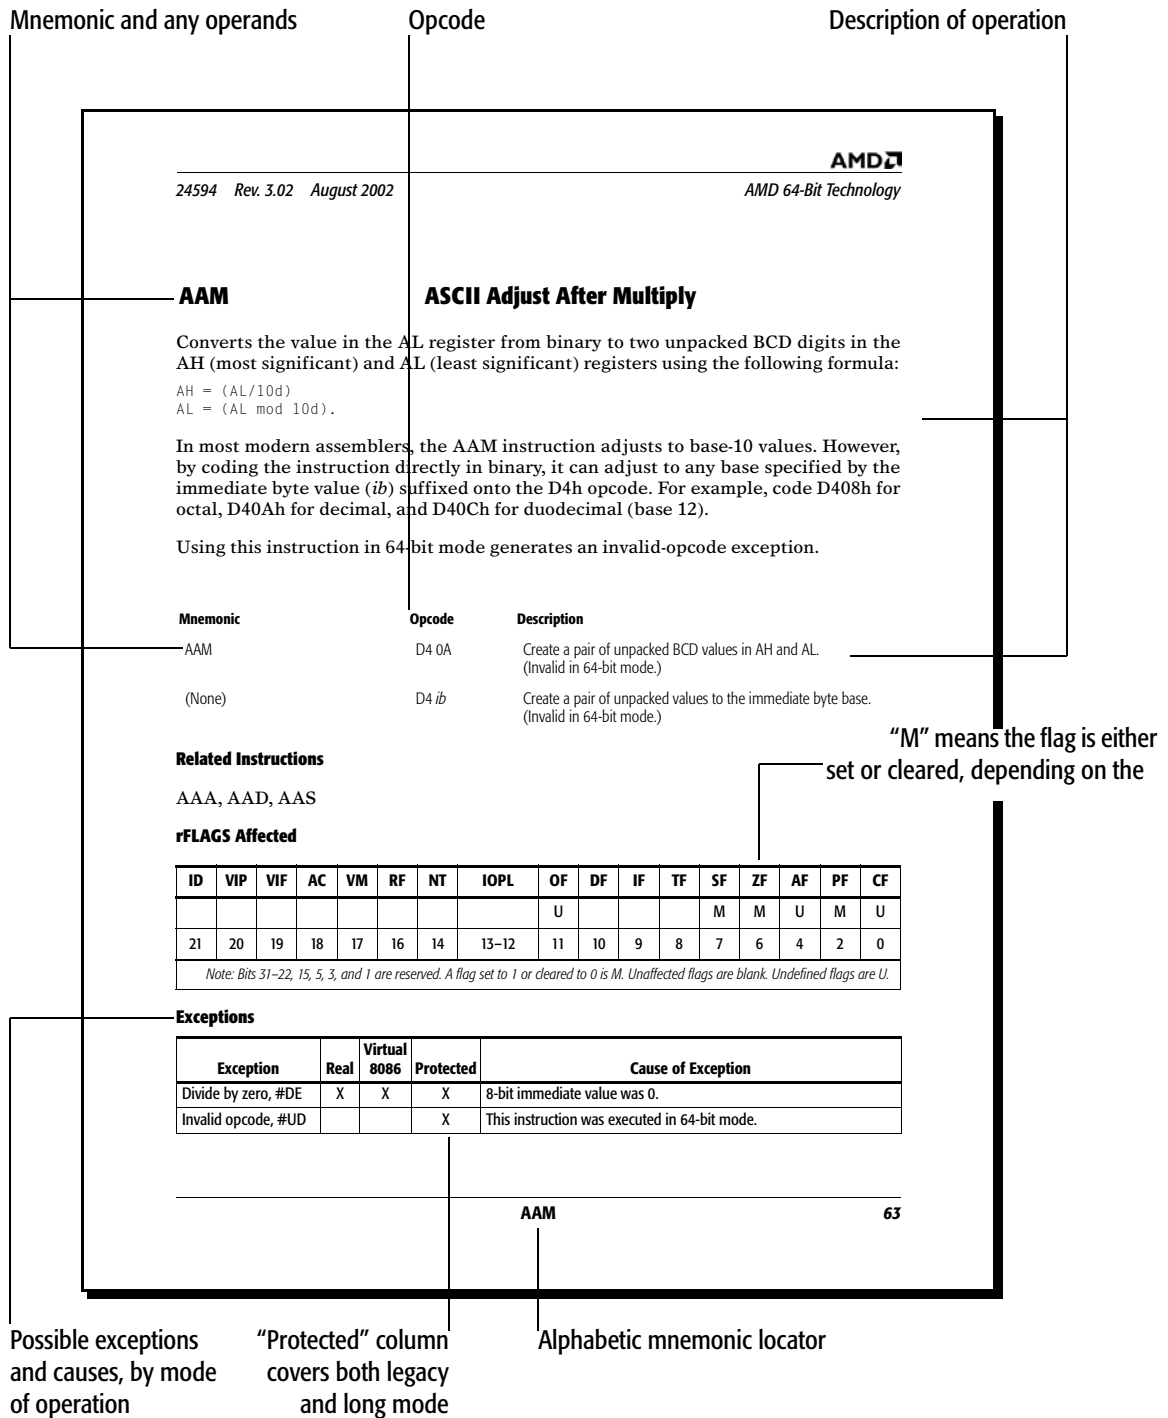 Mnemonic and any operands
Opcode
Description of operation
AMD
24594 Rev. 3.02 August 2002
AMD 64-Bit Technology
AAM
ASCII Adjust After Multiply
Converts the value in the AL register from binary to two unpacked BCD digits in the
AH (most significant) and AL (least significant) registers using the following formula:
AH = (AL/10d)
AL = (AL mod 10d).
In most modern assemblers, the AAM instruction adjusts to base-10 values. However,
by coding the instruction directly in binary, it can adjust to any base specified by the
immediate byte value (ib) suffixed onto the D4h opcode. For example, code D408h for
octal, D40Ah for decimal, and D40Ch for duodecimal (base 12).
Using this instruction in 64-bit mode generates an invalid-opcode exception.
Mnemonic Opcode Description
AAM D4 0A Create a pair of unpacked BCD values in AH and AL.
(Invalid in 64-bit mode.)
(None) D4 ib Create a pair of unpacked values to the immediate byte base.
(Invalid in 64-bit mode.)
“M” means the flag is either
set or cleared, depending on the
Related Instructions
AAA, AAD, AAS
rFLAGS Affected
ID VIP VIF AC VM RF NT IOPL OF DF IF TF SF ZF AF PF CF
U M M U M U
21 20 19 18 17 16 14 13–12 11 10 9 8 7 6 4 2 0
Note: Bits 31–22, 15, 5, 3, and 1 are reserved. A flag set to 1 or cleared to 0 is M. Unaffected flags are blank. Undefined flags are U.
Exceptions
Exception Real Virtual 8086 Protected Cause of Exception
Divide by zero, #DE X X X 8-bit immediate value was 0.
Invalid opcode, #UD X This instruction was executed in 64-bit mode.
AAM
63
Possible exceptions
and causes, by mode
of operation
“Protected” column
covers both legacy
and long mode
Alphabetic mnemonic locator